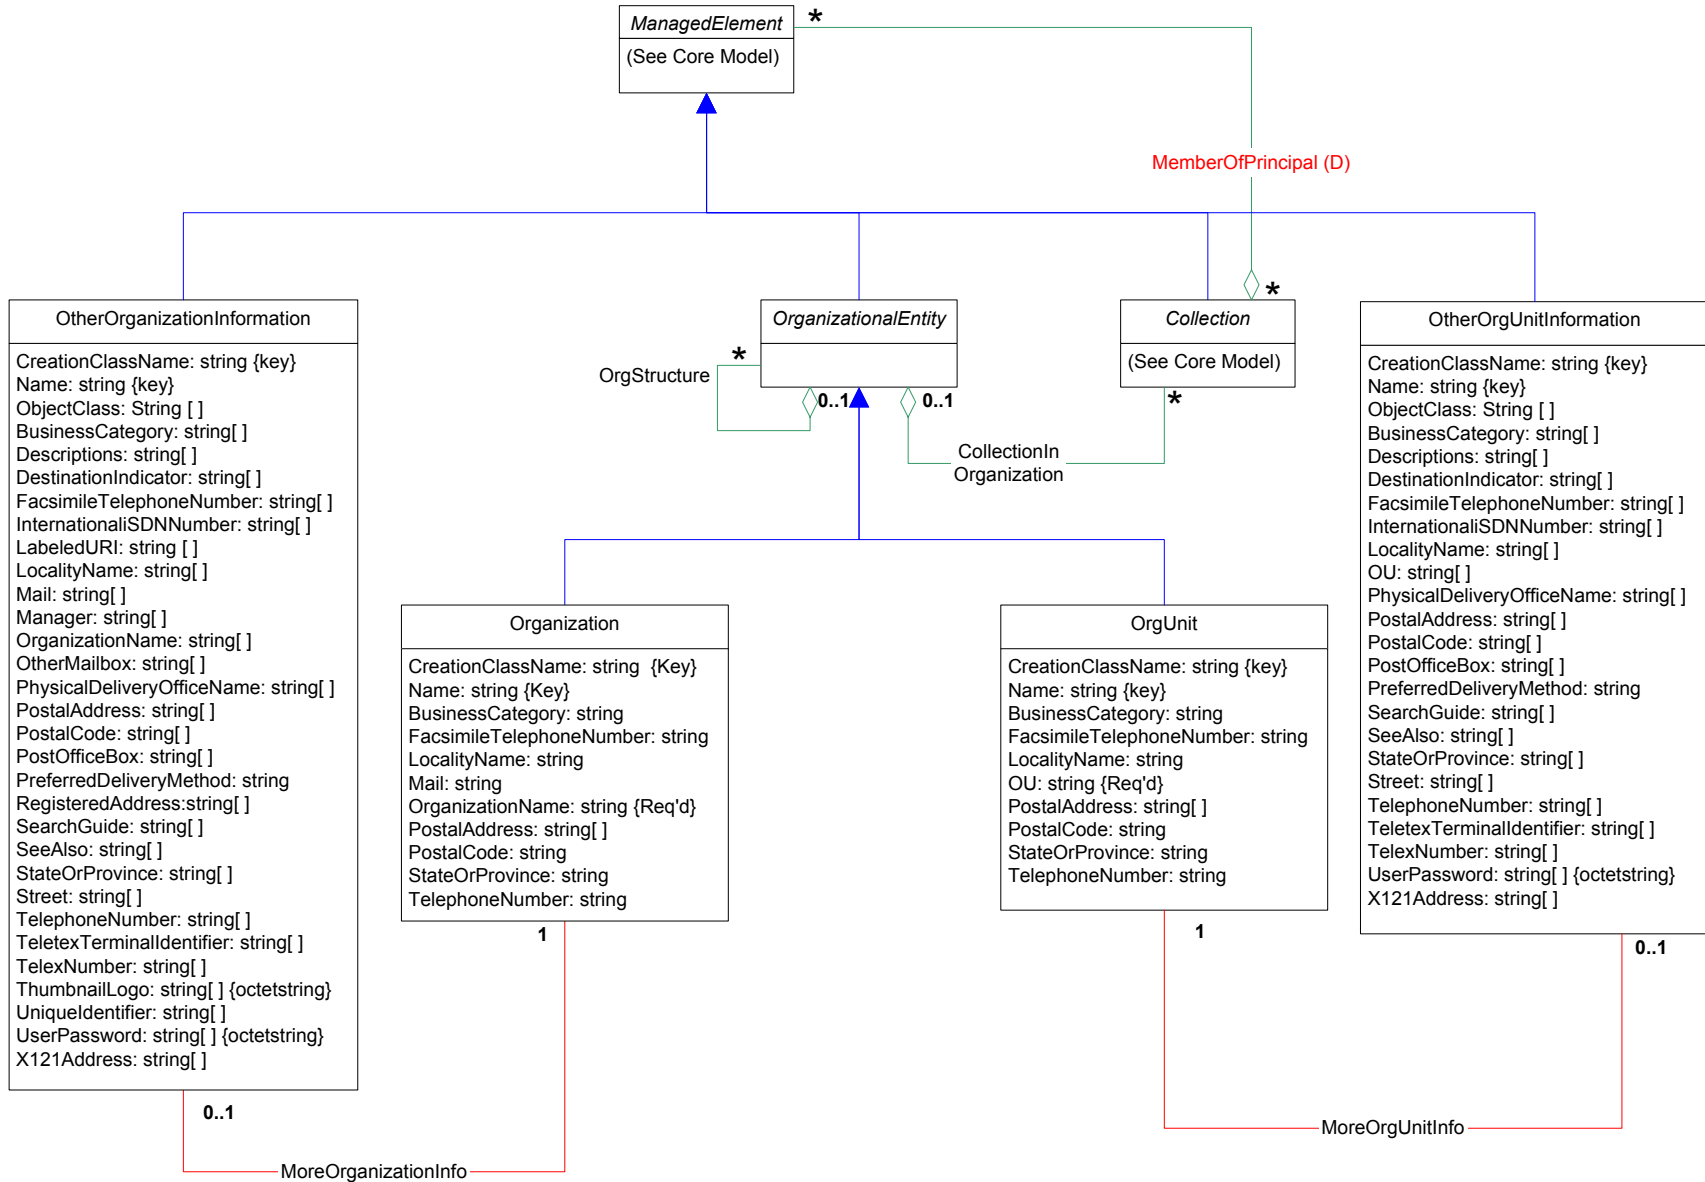 ManagedElement
(See Core Model)
*
MemberOfPrincipal (D)
*
OtherOrganizationInformation
CreationClassName: string {key}
Name: string {key}
ObjectClass: String [ ]
BusinessCategory: string[ ]
Descriptions: string[ ]
DestinationIndicator: string[ ]
FacsimileTelephoneNumber: string[ ]
InternationaliSDNNumber: string[ ]
LabeledURI: string [ ]
LocalityName: string[ ]
Mail: string[ ]
Manager: string[ ]
OrganizationName: string[ ]
OtherMailbox: string[ ]
PhysicalDeliveryOfficeName: string[ ]
PostalAddress: string[ ]
PostalCode: string[ ]
PostOfficeBox: string[ ]
PreferredDeliveryMethod: string
RegisteredAddress:string[ ]
SearchGuide: string[ ]
SeeAlso: string[ ]
StateOrProvince: string[ ]
Street: string[ ]
TelephoneNumber: string[ ]
TeletexTerminalIdentifier: string[ ]
TelexNumber: string[ ]
ThumbnailLogo: string[ ] {octetstring}
UniqueIdentifier: string[ ]
UserPassword: string[ ] {octetstring}
X121Address: string[ ]
0..1
MoreOrganizationInfo
OrganizationalEntity
*
OrgStructure
0..1
0..1
CollectionIn
Organization
Collection
(See Core Model)
*
Organization
CreationClassName: string  {Key}
Name: string {Key}
BusinessCategory: string
FacsimileTelephoneNumber: string
LocalityName: string
Mail: string
OrganizationName: string {Req'd}
PostalAddress: string[ ]
PostalCode: string
StateOrProvince: string
TelephoneNumber: string
1
OrgUnit
CreationClassName: string {key}
Name: string {key}
BusinessCategory: string
FacsimileTelephoneNumber: string
LocalityName: string
OU: string {Req'd}
PostalAddress: string[ ]
PostalCode: string
StateOrProvince: string
TelephoneNumber: string
1
OtherOrgUnitInformation
CreationClassName: string {key}
Name: string {key}
ObjectClass: String [ ]
BusinessCategory: string[ ]
Descriptions: string[ ]
DestinationIndicator: string[ ]
FacsimileTelephoneNumber: string[ ]
InternationaliSDNNumber: string[ ]
LocalityName: string[ ]
OU: string[ ]
PhysicalDeliveryOfficeName: string[ ]
PostalAddress: string[ ]
PostalCode: string[ ]
PostOfficeBox: string[ ]
PreferredDeliveryMethod: string
SearchGuide: string[ ]
SeeAlso: string[ ]
StateOrProvince: string[ ]
Street: string[ ]
TelephoneNumber: string[ ]
TeletexTerminalIdentifier: string[ ]
TelexNumber: string[ ]
UserPassword: string[ ] {octetstring}
X121Address: string[ ]
0..1
MoreOrgUnitInfo